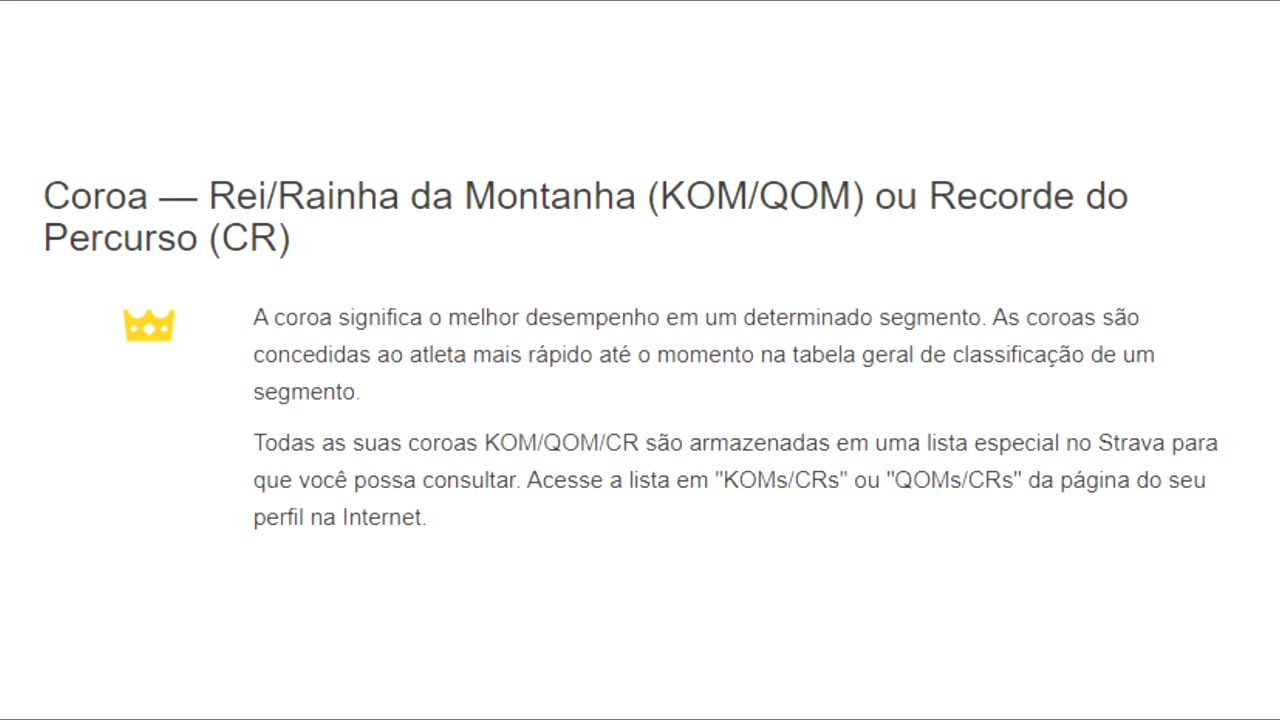 Coroa — Rei/Rainha da Montanha (KOM/QOM) ou Recorde do
Percurso (CR)
A coroa significa o melhor desempenho em um determinado segmento. As coroas são
concedidas ao atleta mais rápido até o momento na tabela geral de classificação de um
segmento.
Todas as suas coroas KOM/QOM/CR são armazenadas em uma lista especial no Strava para
que você possa consultar. Acesse a lista em "KOMs/CRs" ou "QOMs/CRs" da página do seu
perfil na Internet.